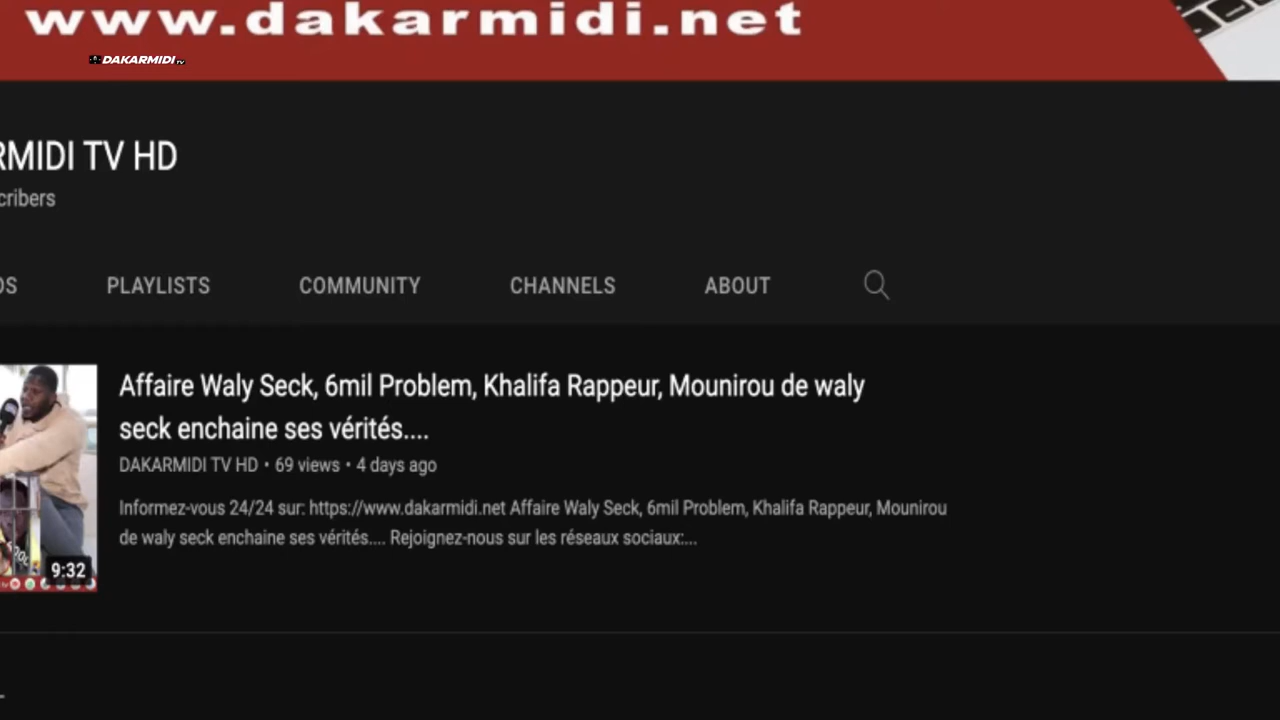 www.dakarmidi.net
DAKARMIDI TV
RMIDI TV HD
cribers
OS
PLAYLISTS
COMMUNITY
CHANNELS
ABOUT
Affaire Waly Seck, 6mil Problem, Khalifa Rappeur, Mounirou de waly
seck enchaine ses vérités....
DAKARMIDI TV HD • 69 views • 4 days ago
Informez-vous 24/24 sur: https://www.dakarmidi.net Affaire Waly Seck, 6mil Problem, Khalifa Rappeur, Mounirou
de waly seck enchaine ses vérités.... Rejoignez-nous sur les réseaux sociaux:...
9:32